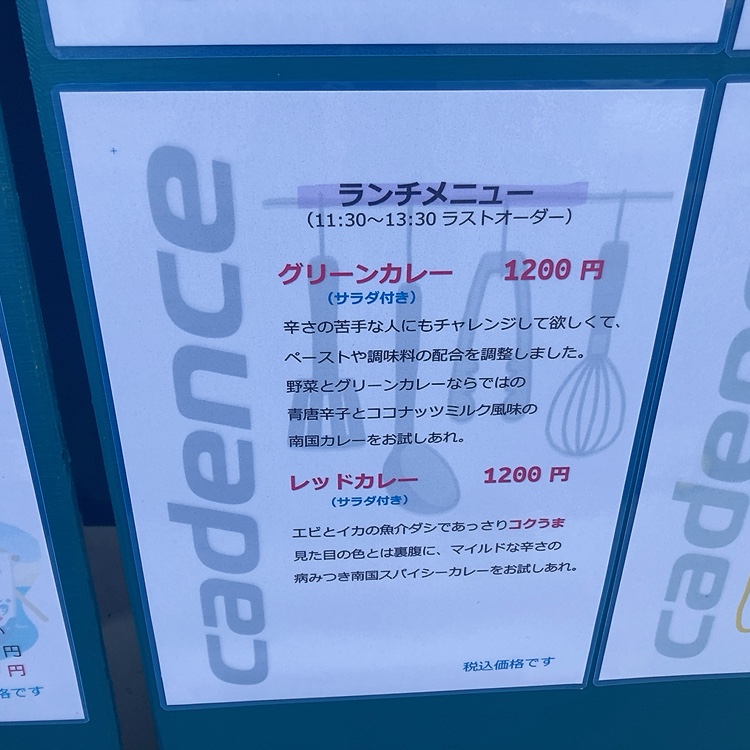 cadence
ランチメニュー
（11:30～13:30 ラストオーダー）
グリーンカレー 1200 円
（サラダ付き）
辛さの苦手な人にもチャレンジして欲しくて、
ペーストや調味料の配合を調整しました。
野菜とグリーンカレーならではの
青唐辛子とココナッツミルク風味の
南国カレーをお試しあれ。
レッドカレー 1200 円
（サラダ付き）
エビとイカの魚介ダシであっさりコクうま
見た目の色とは裏腹に、マイルドな辛さの
病みつき南国スパイシーカレーをお試しあれ。
税込価格です
円
円
格です
cade